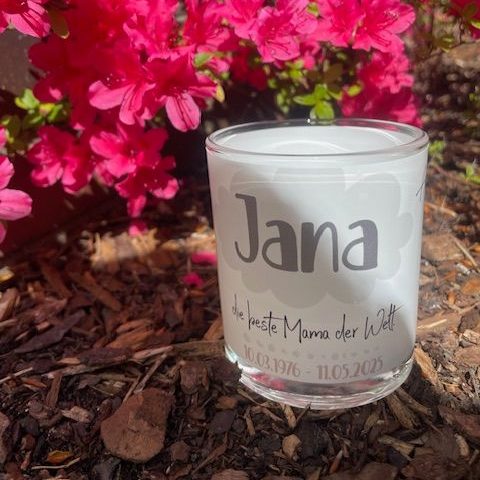 Jana
die beste Mama der Welt
10.03.1976 - 11.05.2025